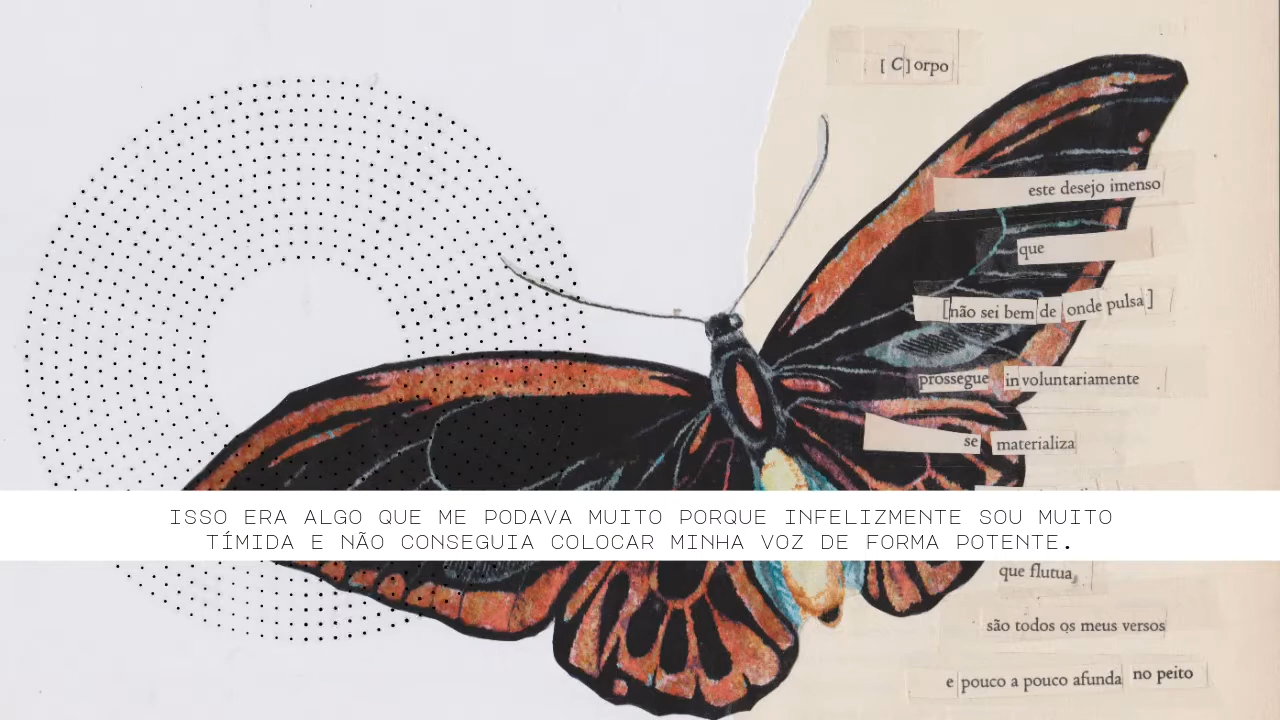 [ C ] orpo
este desejo imenso
que
[não sei bem de onde pulsa]
prossegue involuntariamente
se materializa
ISSO ERA ALGO QUE ME PODAVA MUITO PORQUE INFELIZMENTE SOU MUITO
TÍMIDA E NÃO CONSEGUIA COLOCAR MINHA VOZ DE FORMA POTENTE.
que flutua,
são todos os meus versos
e pouco a pouco afunda no peito